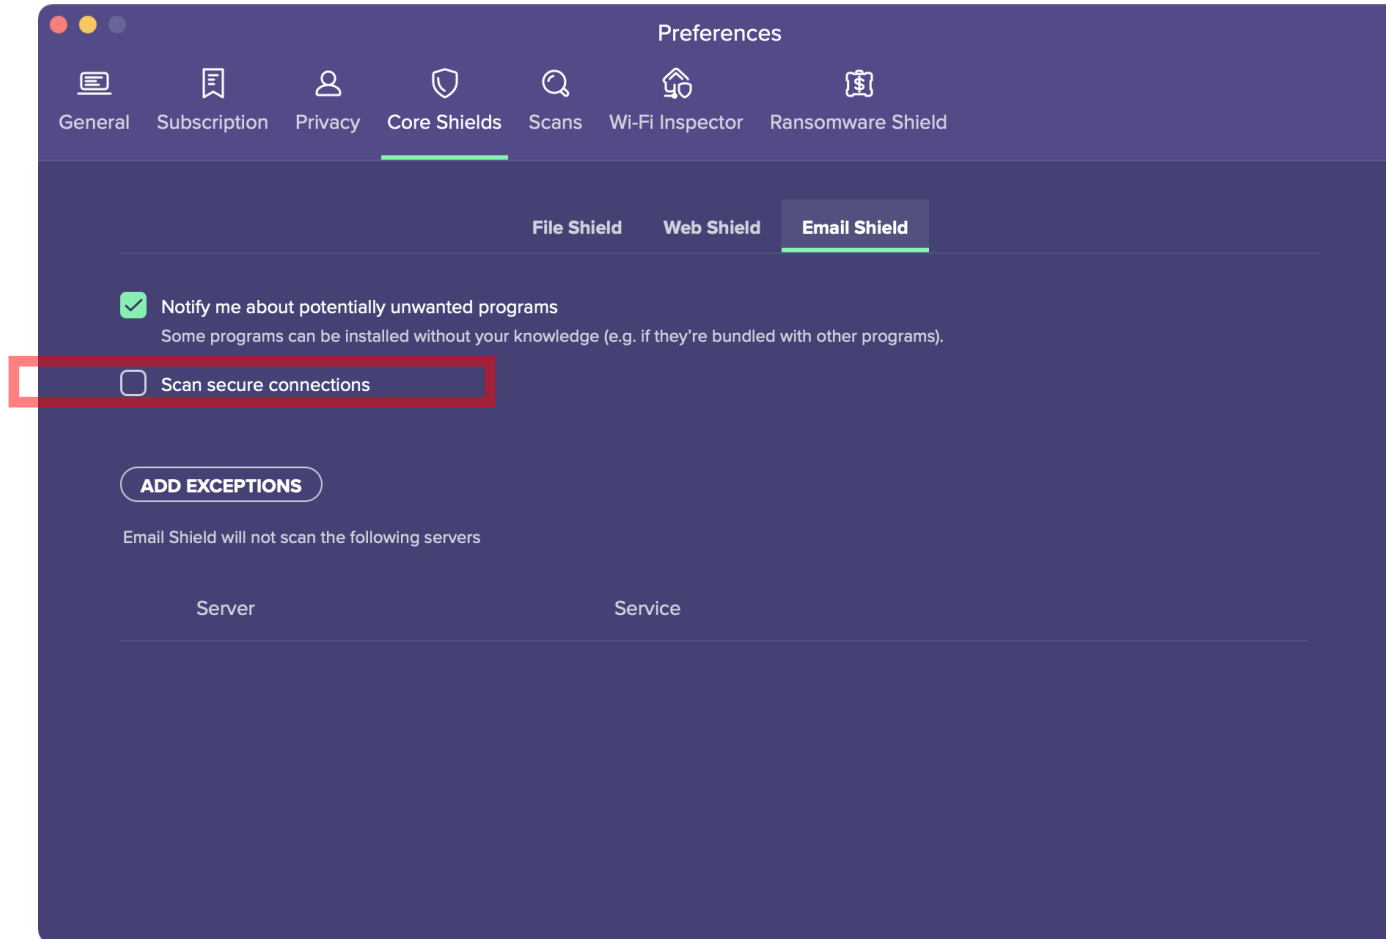 Preferences
General Subscription Privacy Core Shields Scans Wi-Fi Inspector Ransomware Shield
File Shield Web Shield Email Shield
Notify me about potentially unwanted programs
Some programs can be installed without your knowledge (e.g. if they're bundled with other programs).
Scan secure connections
ADD EXCEPTIONS
Email Shield will not scan the following servers
Server Service